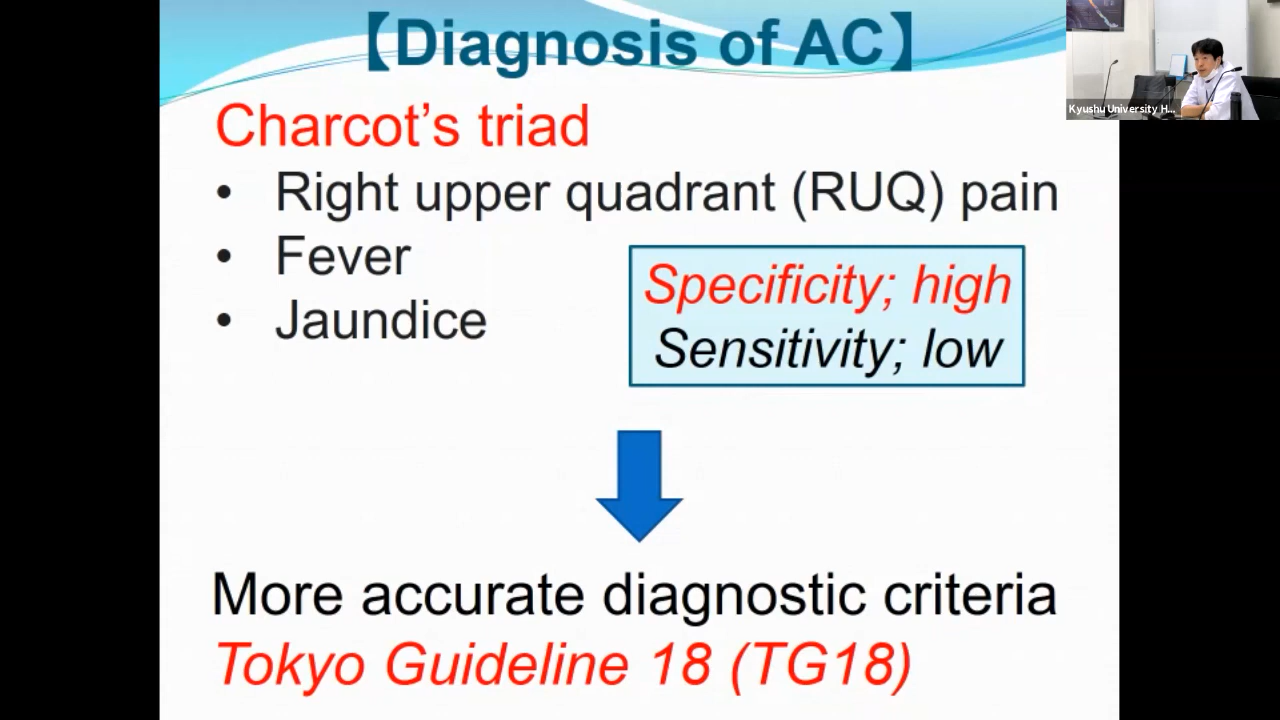 【Diagnosis of AC】
Charcot’s triad
• Right upper quadrant (RUQ) pain
• Fever
• Jaundice
Specificity; high
Sensitivity; low
More accurate diagnostic criteria
Tokyo Guideline 18 (TG18)
Kyushu University H...